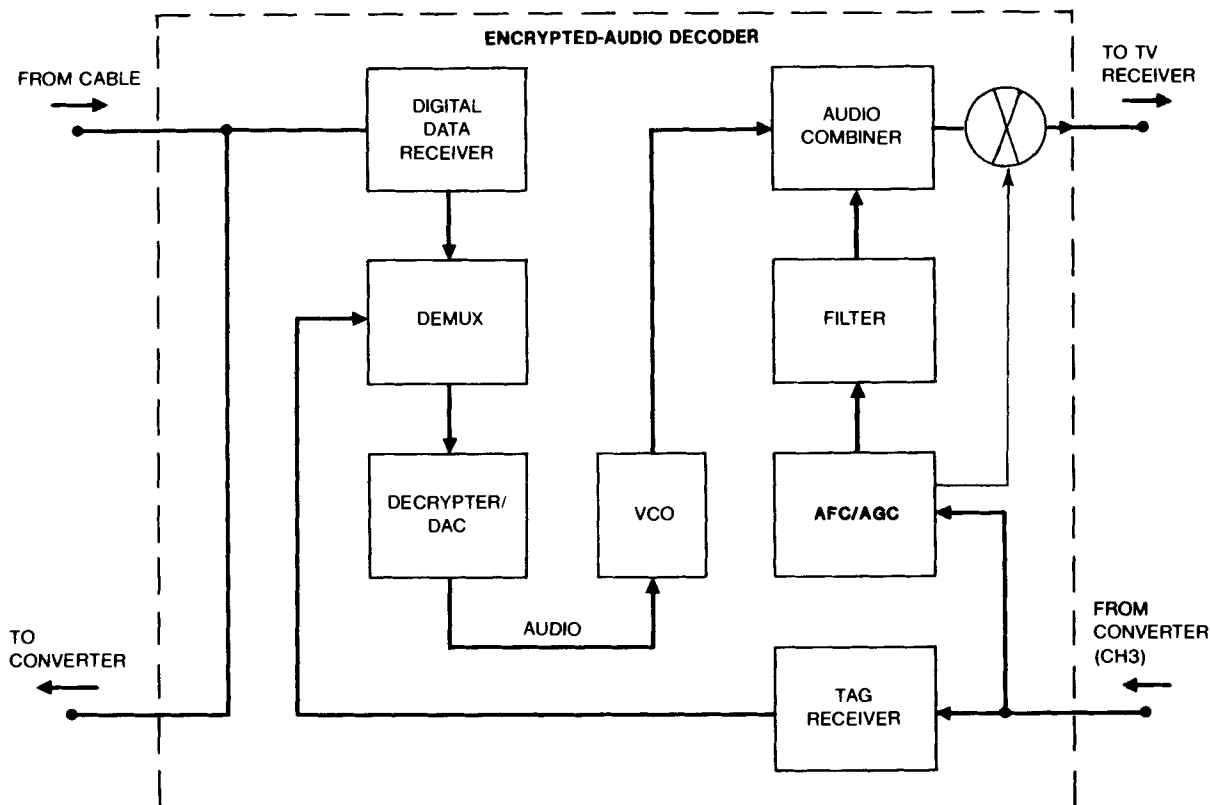 ENCRYPTED-AUDIO DECODER
FROM CABLE
TO TV
RECEIVER
DIGITAL
DATA
RECEIVER
AUDIO
COMBINER
DEMUX
FILTER
DECRYPTER/
DAC
VCO
AFC/AGC
AUDIO
TO
CONVERTER
FROM
CONVERTER
(CH3)
TAG
RECEIVER